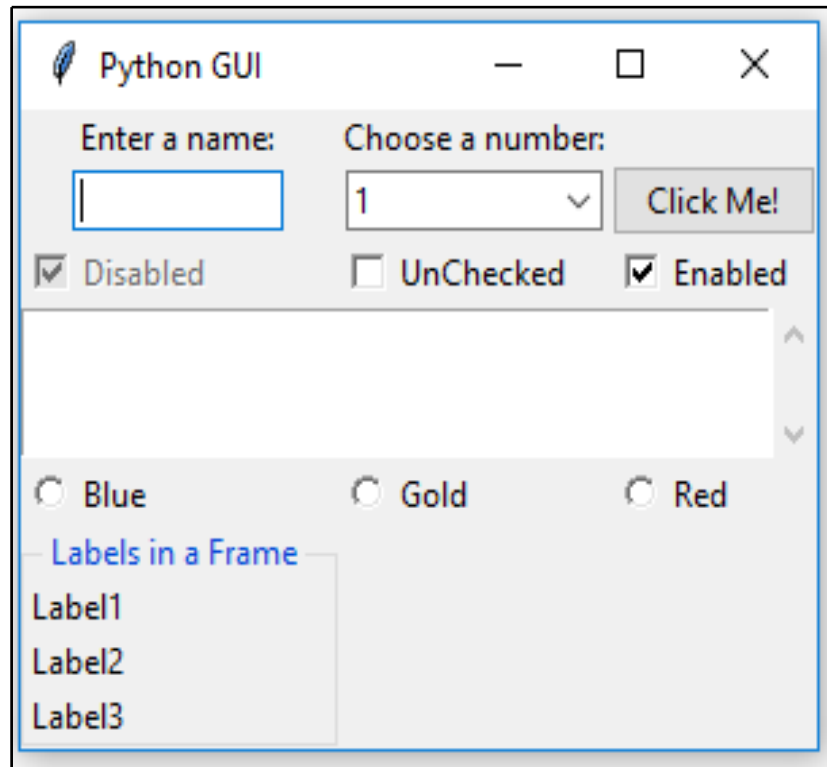 Python GUI
Enter a name: Choose a number:
1 Click Me!
Disabled UnChecked Enabled
Blue Gold Red
Labels in a Frame
Label1
Label2
Label3